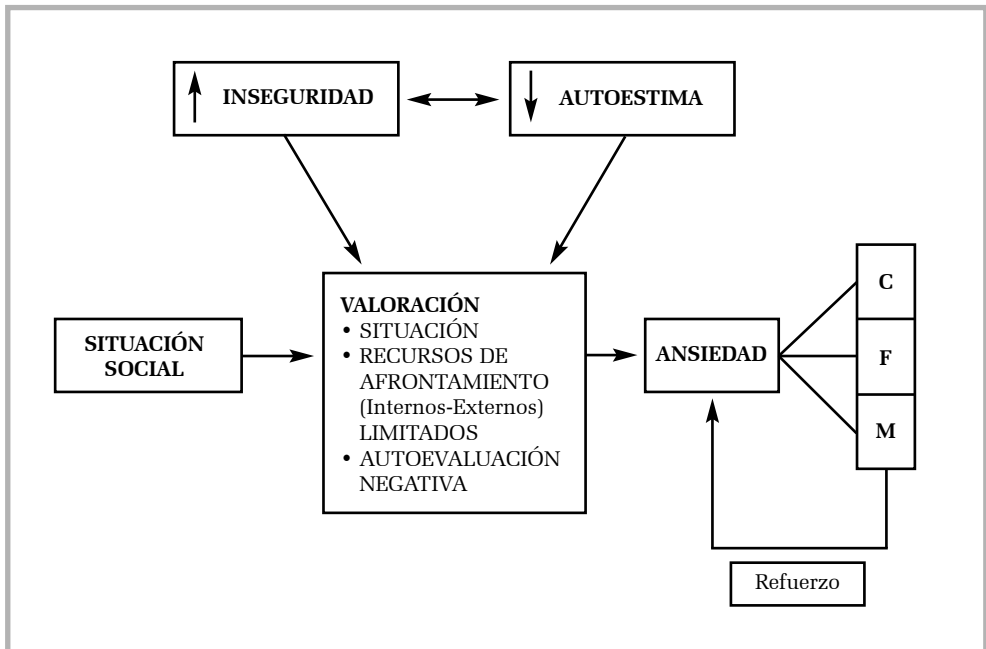 INSEGURIDAD
AUTOESTIMA
SITUACIÓN
SOCIAL
VALORACIÓN
• SITUACIÓN
• RECURSOS DE
AFRONTAMIENTO
(Internos-Externos)
LIMITADOS
• AUTOEVALUACIÓN
NEGATIVA
ANSIEDAD
C
F
M
Refuerzo